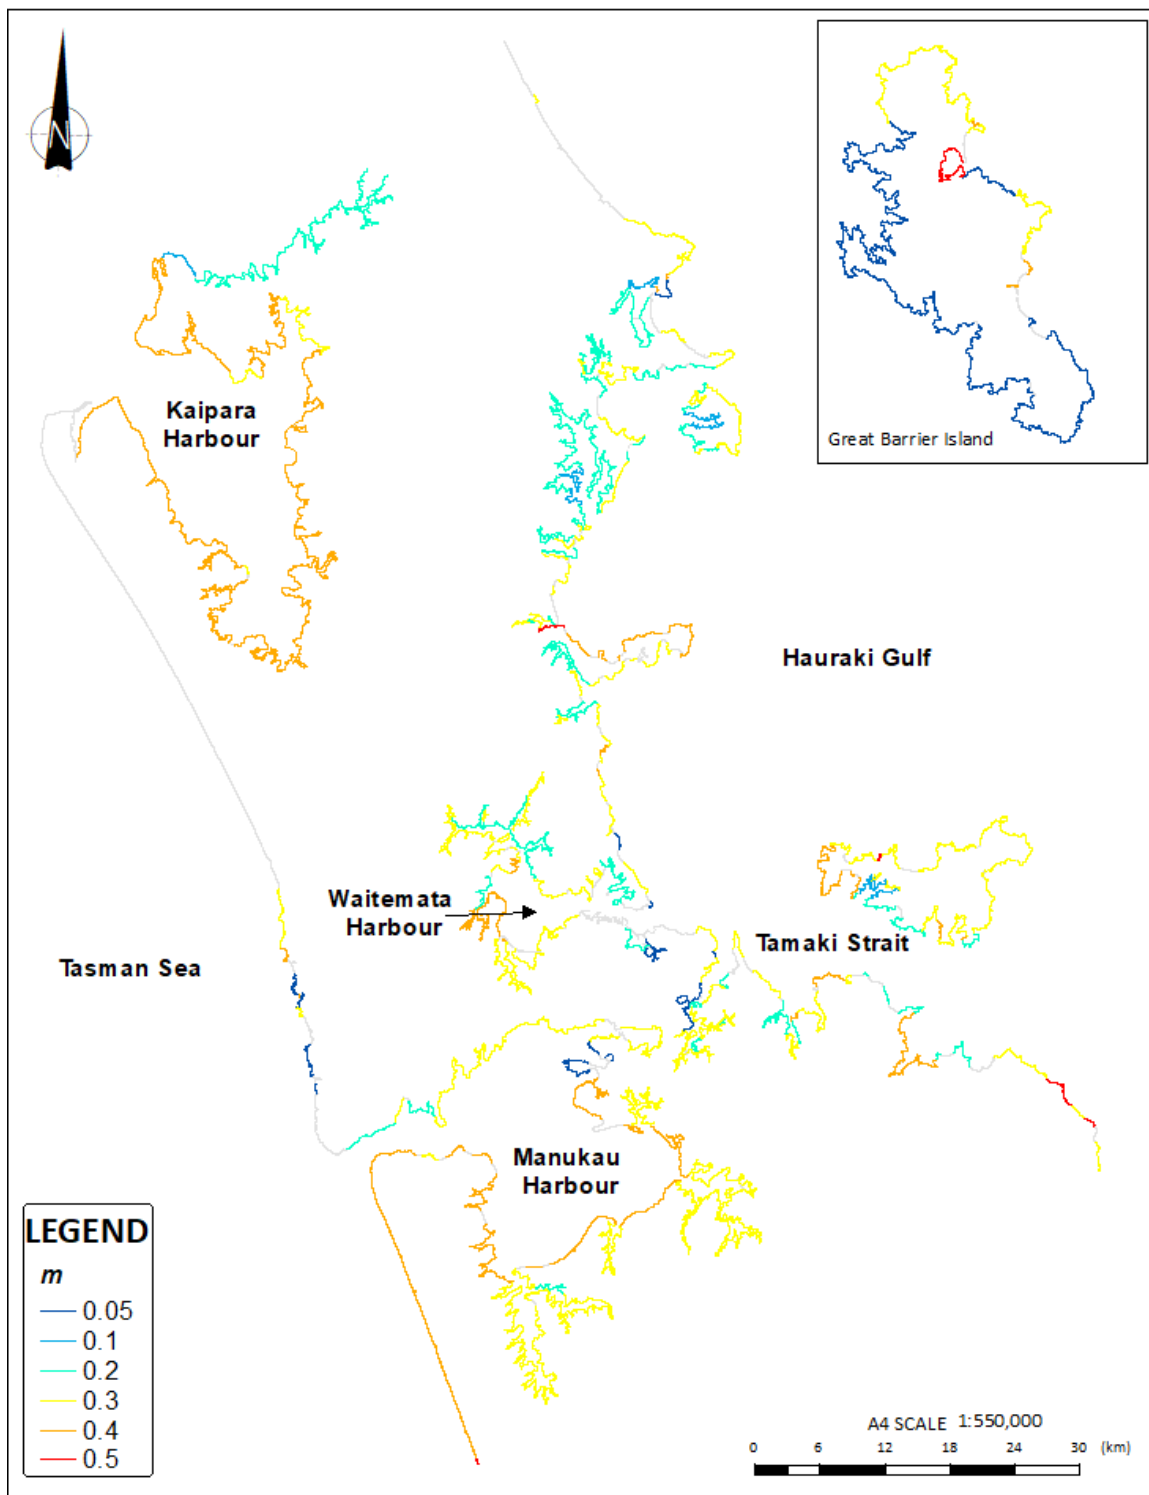 N
Great Barrier Island
Kaipara
Harbour
Hauraki Gulf
Waitemata
Harbour
Tamaki Strait
Tasman Sea
Manukau
Harbour
LEGEND
m
0.05
0.1
0.2
0.3
0.4
0.5
A4 SCALE 1:550,000
0 6 12 18 24 30 (km)